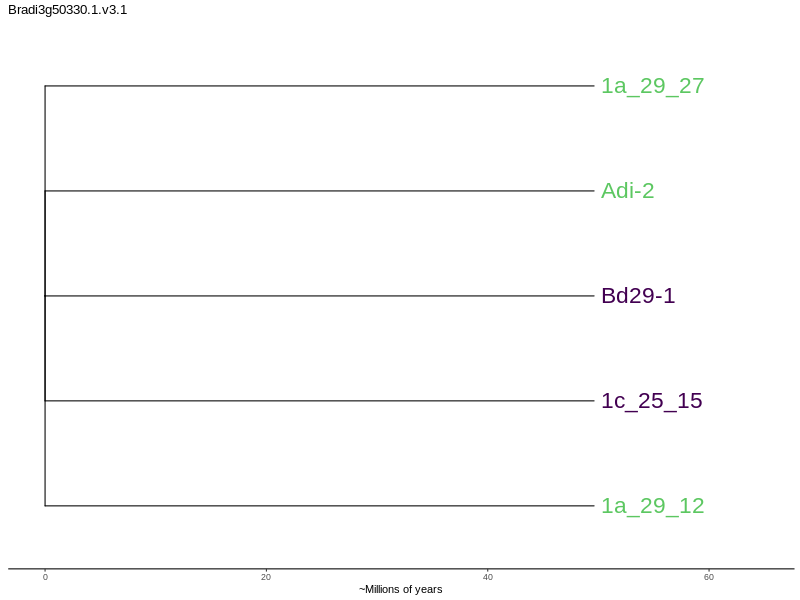 Bradi3g50330.1.v3.1
1a_29_27
Adi-2
Bd29-1
1c_25_15
1a_29_12
0 20 40 60
~Millions of years